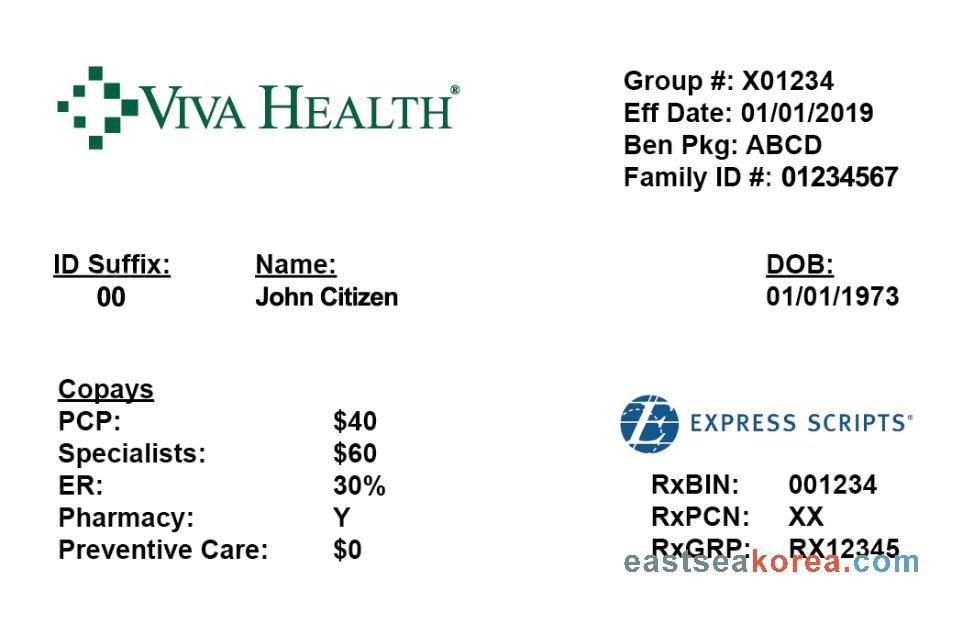 VIVA HEALTH®
Group #: X01234
Eff Date: 01/01/2019
Ben Pkg: ABCD
Family ID #: 01234567
ID Suffix: Name: DOB:
00 John Citizen 01/01/1973
Copays
PCP: $40
Specialists: $60
ER: 30%
Pharmacy: Y
Preventive Care: $0
EXPRESS SCRIPTS®
RxBIN: 001234
RxPCN: XX
RxGRP: RX12345
eastseakorea.com